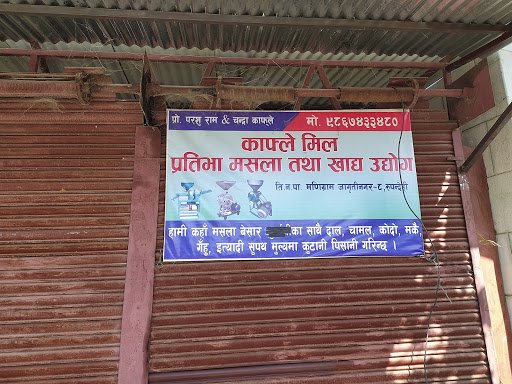 प्रो. परशु राम & चन्द्रा काफ्ले मो. ९८६७४३३४८०
काफ्ले मिल
प्रतिभा मसला तथा खाद्य उद्योग
ति.न.पा. मणिग्राम जागृतीनगर-८, रुपन्देही
हामी कहाँ मसला बेसार का साथै दाल, चामल, कोदो, मकै
गहुँ, इत्यादी सुपथ मुल्यमा कुटानी पिसानी गरिन्छ ।